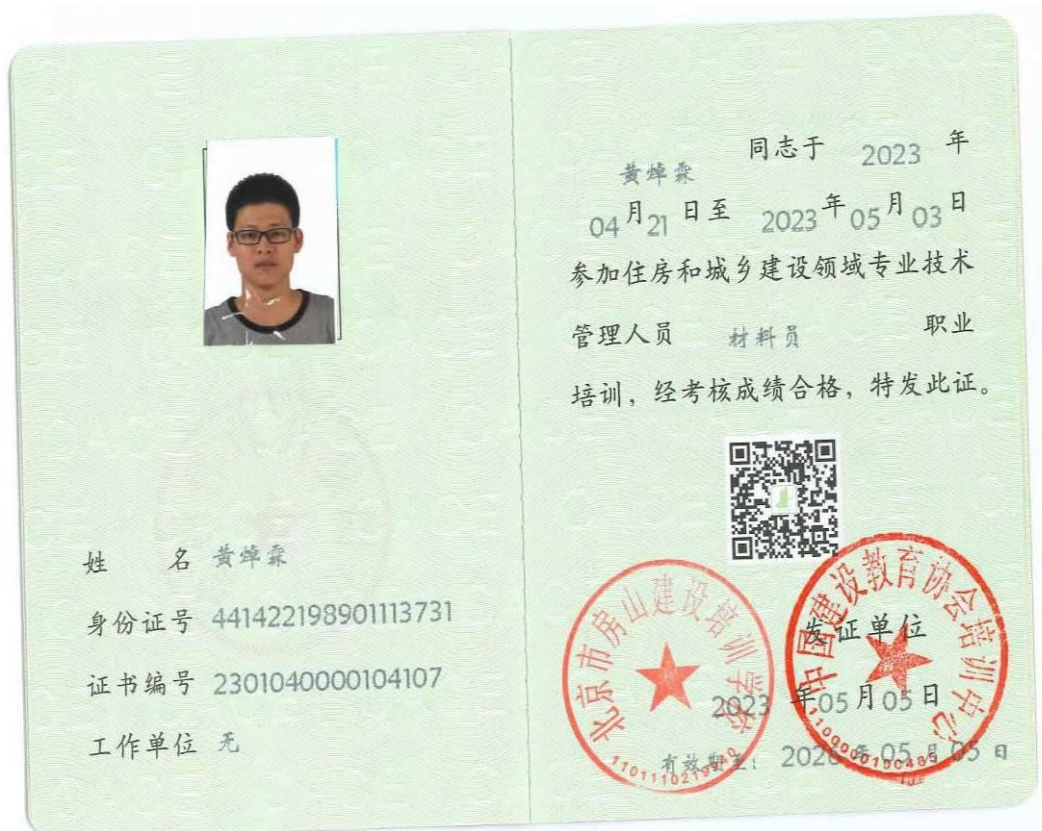 姓 名 黄焯霖
身份证号 441422198901113731
证书编号 2301040000104107
工作单位 无
黄焯霖 同志于 2023 年
04 月 21 日至 2023 年 05 月 03 日
参加住房和城乡建设领域专业技术
管理人员 材料员 职业
培训，经考核成绩合格，特发此证。
北京市房山建设培训学校
中国建设教育协会培训中心
发证单位
2023 年 05 月 05 日
有效期至： 2026 年 05 月 05 日